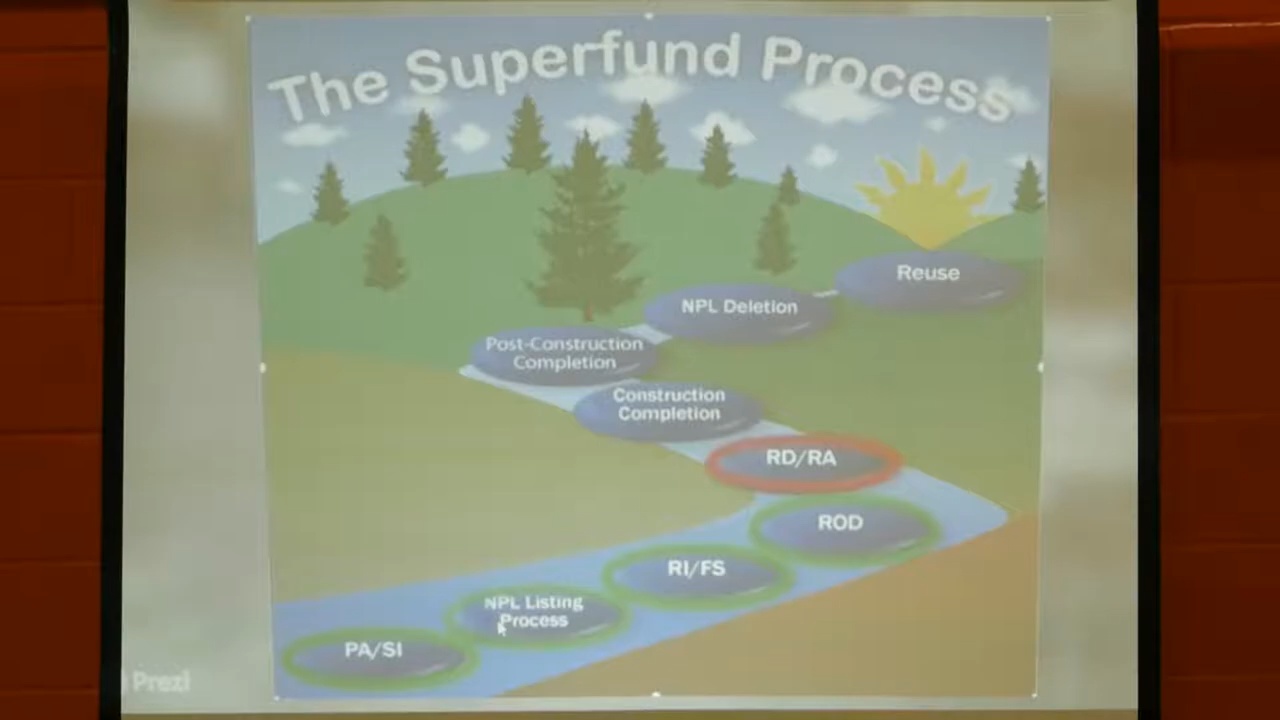 The Superfund Process
Reuse
NPL Deletion
Post-Construction
Completion
Construction
Completion
RD/RA
ROD
RI/FS
NPL Listing
Process
PA/SI
Prezi